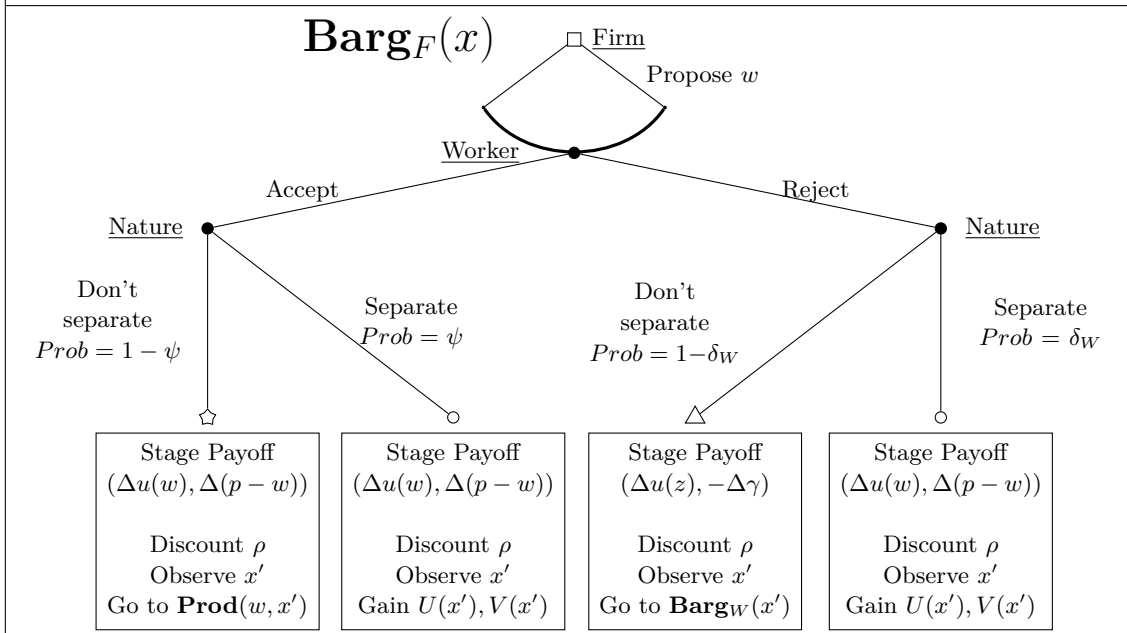 Barg_F(x)
Firm
Propose w
Worker
Accept
Reject
Nature
Nature
Don't
separate
Prob = 1 − ψ
Separate
Prob = ψ
Don't
separate
Prob = 1−δ_W
Separate
Prob = δ_W
Stage Payoff
(Δu(w), Δ(p − w))
Discount ρ
Observe x′
Go to Prod(w, x′)
Stage Payoff
(Δu(w), Δ(p − w))
Discount ρ
Observe x′
Gain U(x′), V(x′)
Stage Payoff
(Δu(z), −Δγ)
Discount ρ
Observe x′
Go to Barg_W(x′)
Stage Payoff
(Δu(w), Δ(p − w))
Discount ρ
Observe x′
Gain U(x′), V(x′)